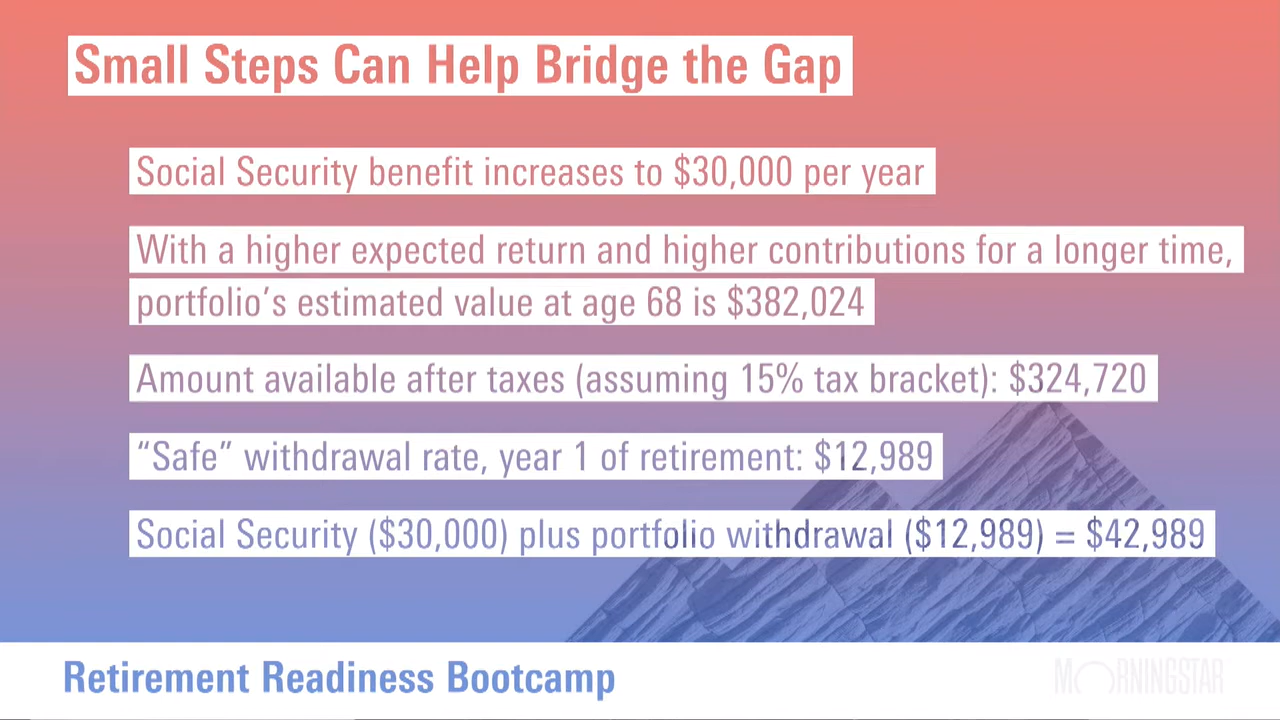 Small Steps Can Help Bridge the Gap
Social Security benefit increases to $30,000 per year
With a higher expected return and higher contributions for a longer time,
portfolio’s estimated value at age 68 is $382,024
Amount available after taxes (assuming 15% tax bracket): $324,720
“Safe” withdrawal rate, year 1 of retirement: $12,989
Social Security ($30,000) plus portfolio withdrawal ($12,989) = $42,989
Retirement Readiness Bootcamp
MORNINGSTAR